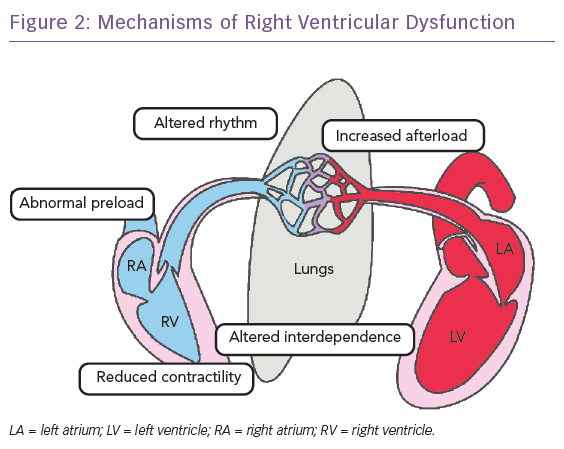 Figure 2: Mechanisms of Right Ventricular Dysfunction
Altered rhythm
Increased afterload
Abnormal preload
RA
LA
Lungs
RV
Altered interdependence
LV
Reduced contractility
LA = left atrium; LV = left ventricle; RA = right atrium; RV = right ventricle.